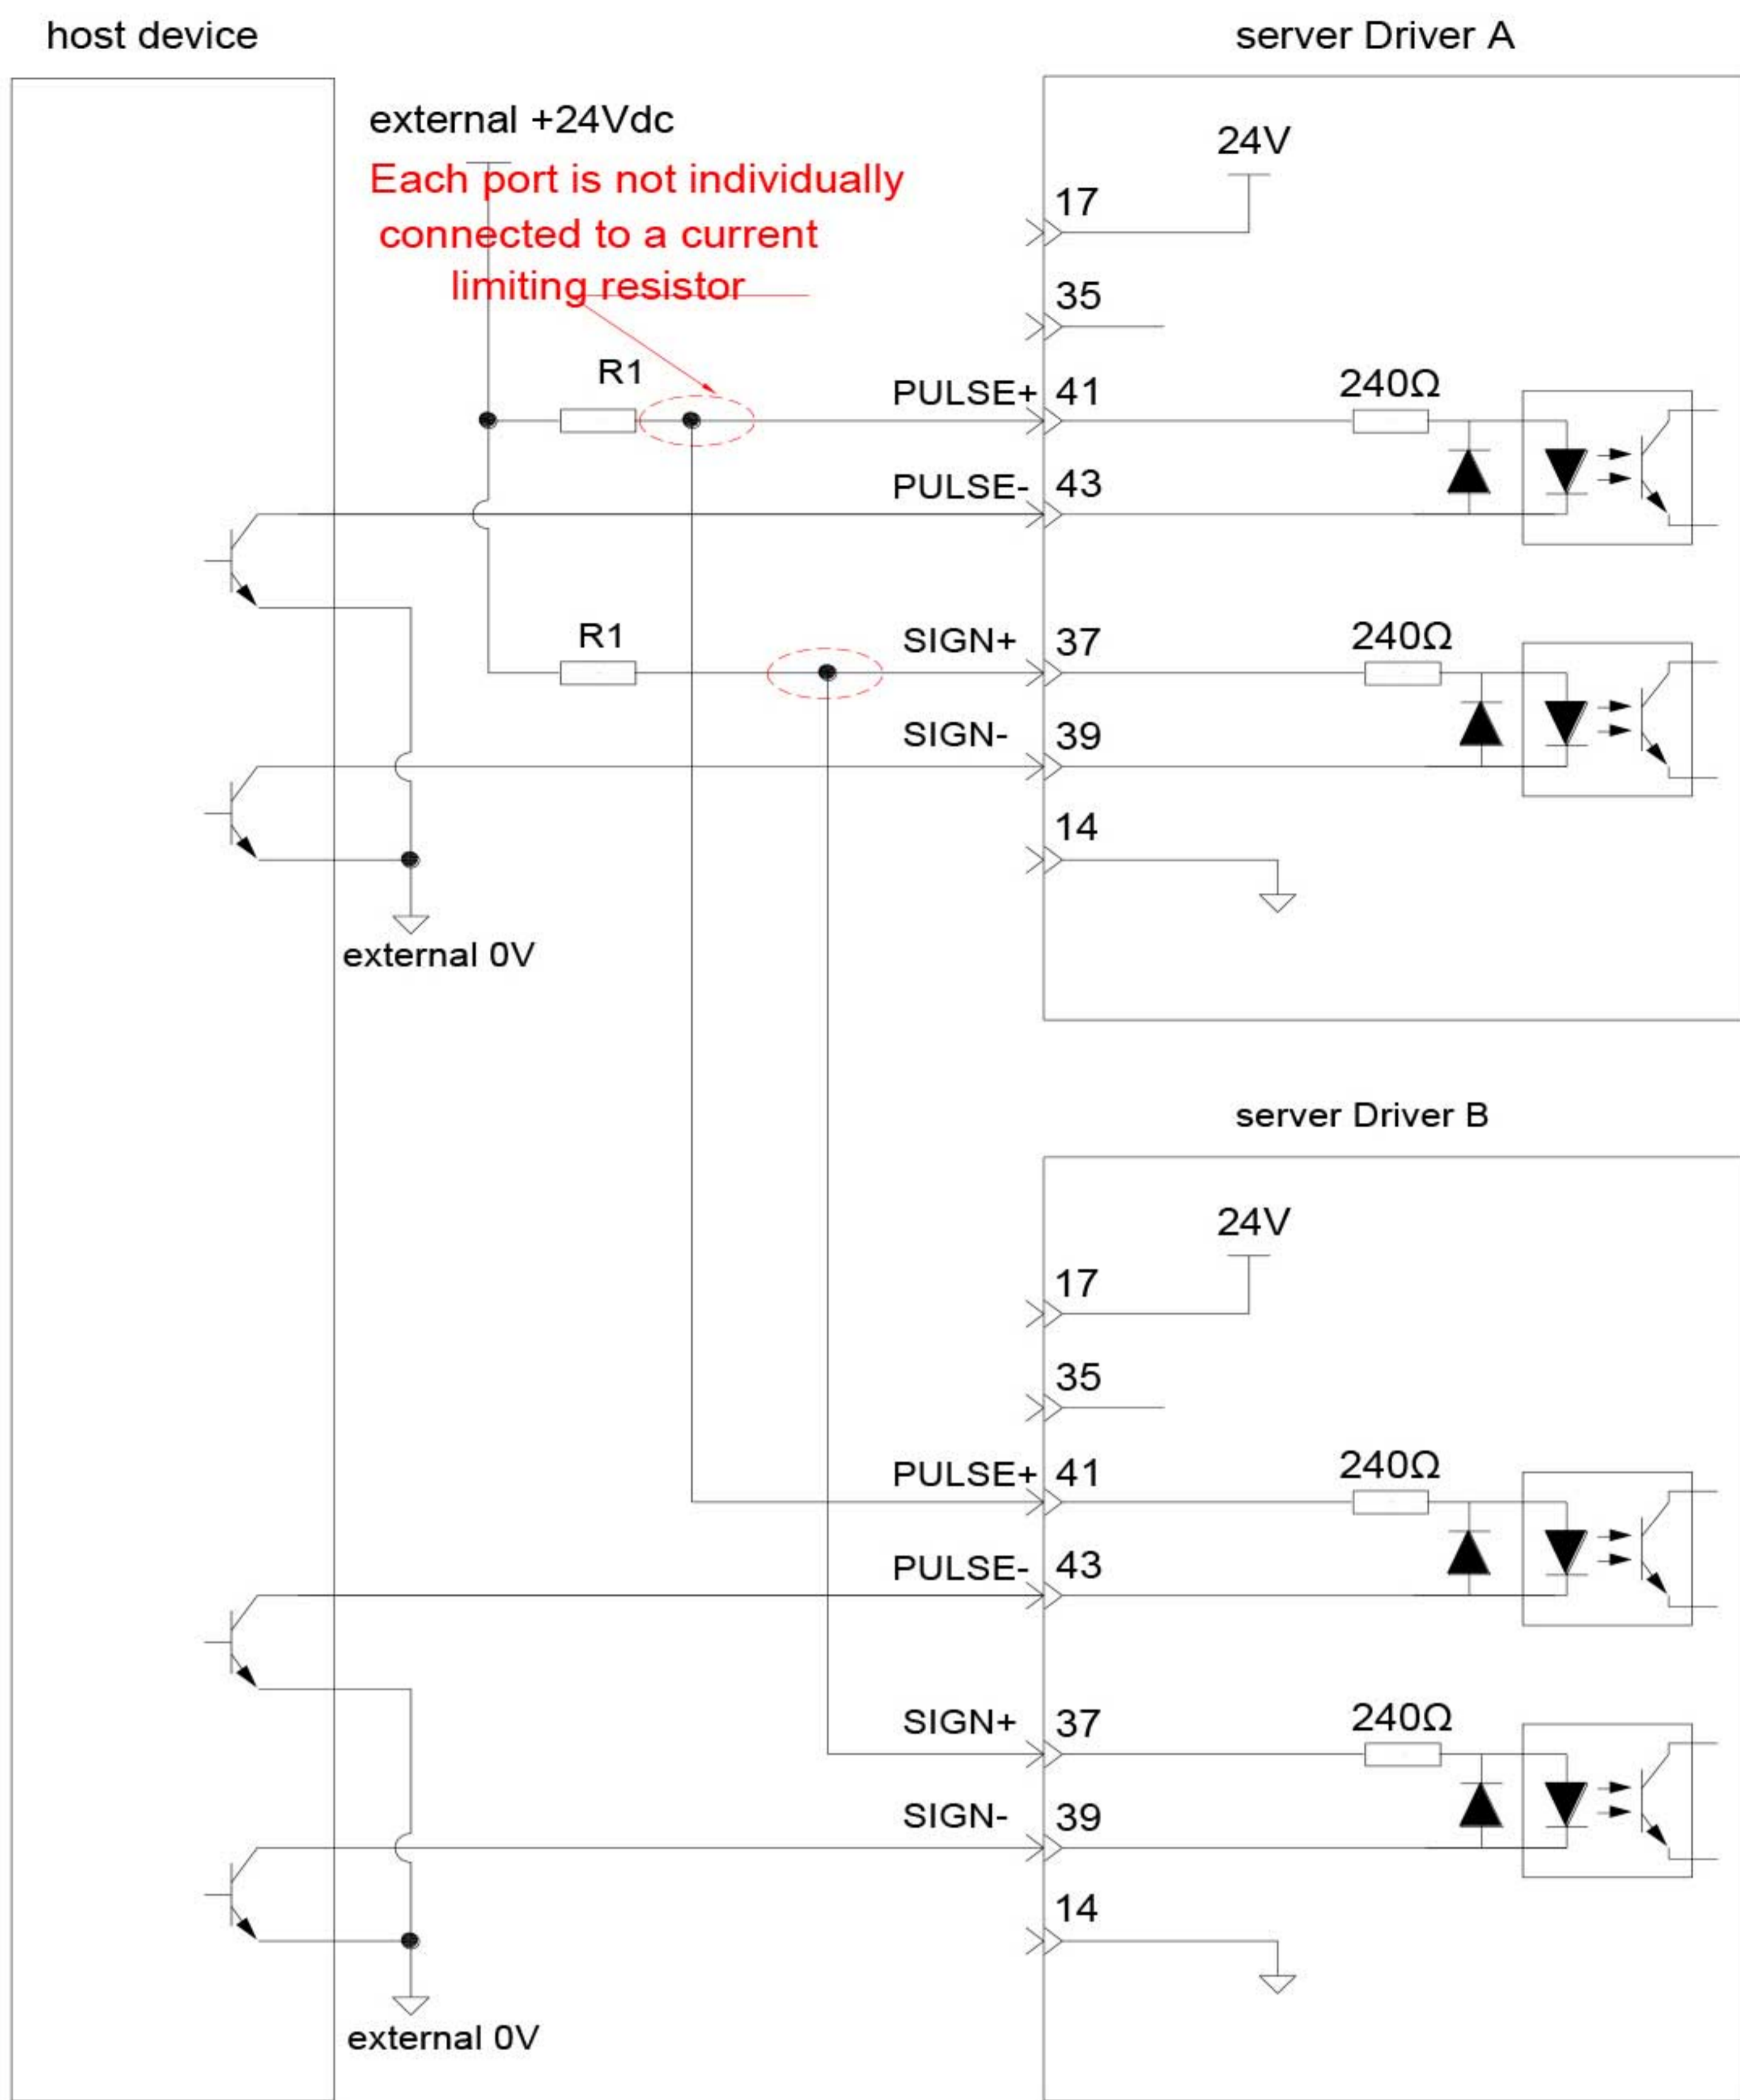 host device
server Driver A
external +24Vdc
Each port is not individually
connected to a current
limiting resistor
24V
17
35
R1
PULSE+ 41
240Ω
PULSE- 43
R1
SIGN+ 37
240Ω
SIGN- 39
14
external 0V
server Driver B
24V
17
35
PULSE+ 41
240Ω
PULSE- 43
SIGN+ 37
240Ω
SIGN- 39
14
external 0V